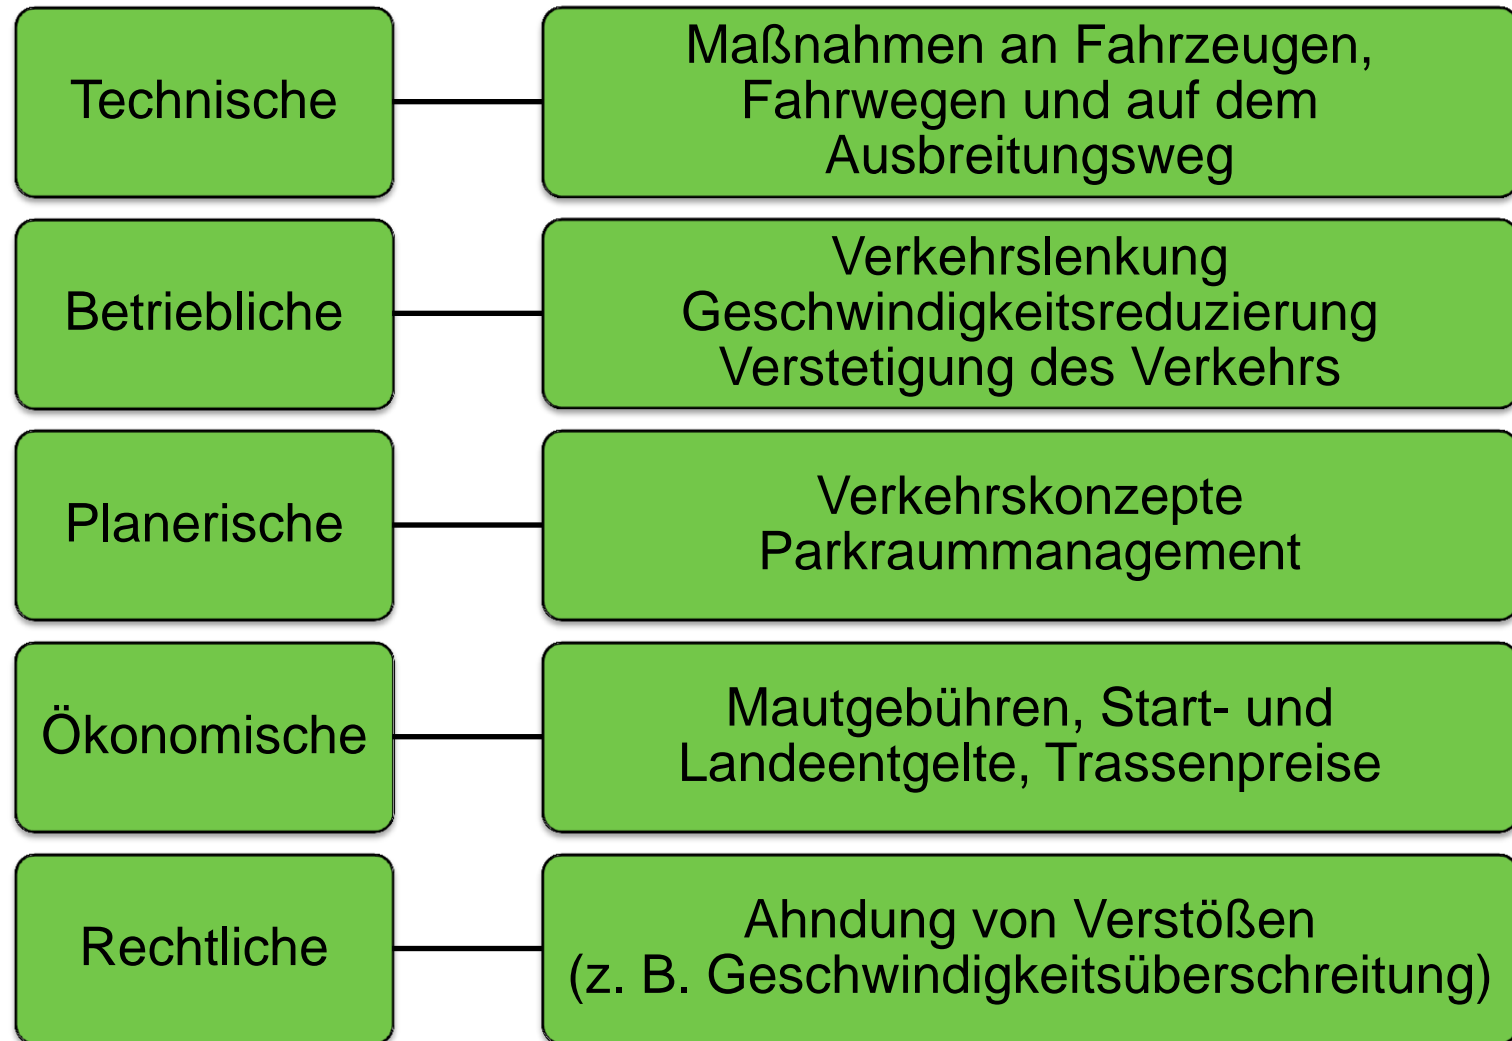 Technische
Maßnahmen an Fahrzeugen,
Fahrwegen und auf dem
Ausbreitungsweg
Betriebliche
Verkehrslenkung
Geschwindigkeitsreduzierung
Verstetigung des Verkehrs
Planerische
Verkehrskonzepte
Parkraummanagement
Ökonomische
Mautgebühren, Start- und
Landeentgelte, Trassenpreise
Rechtliche
Ahndung von Verstößen
(z. B. Geschwindigkeitsüberschreitung)